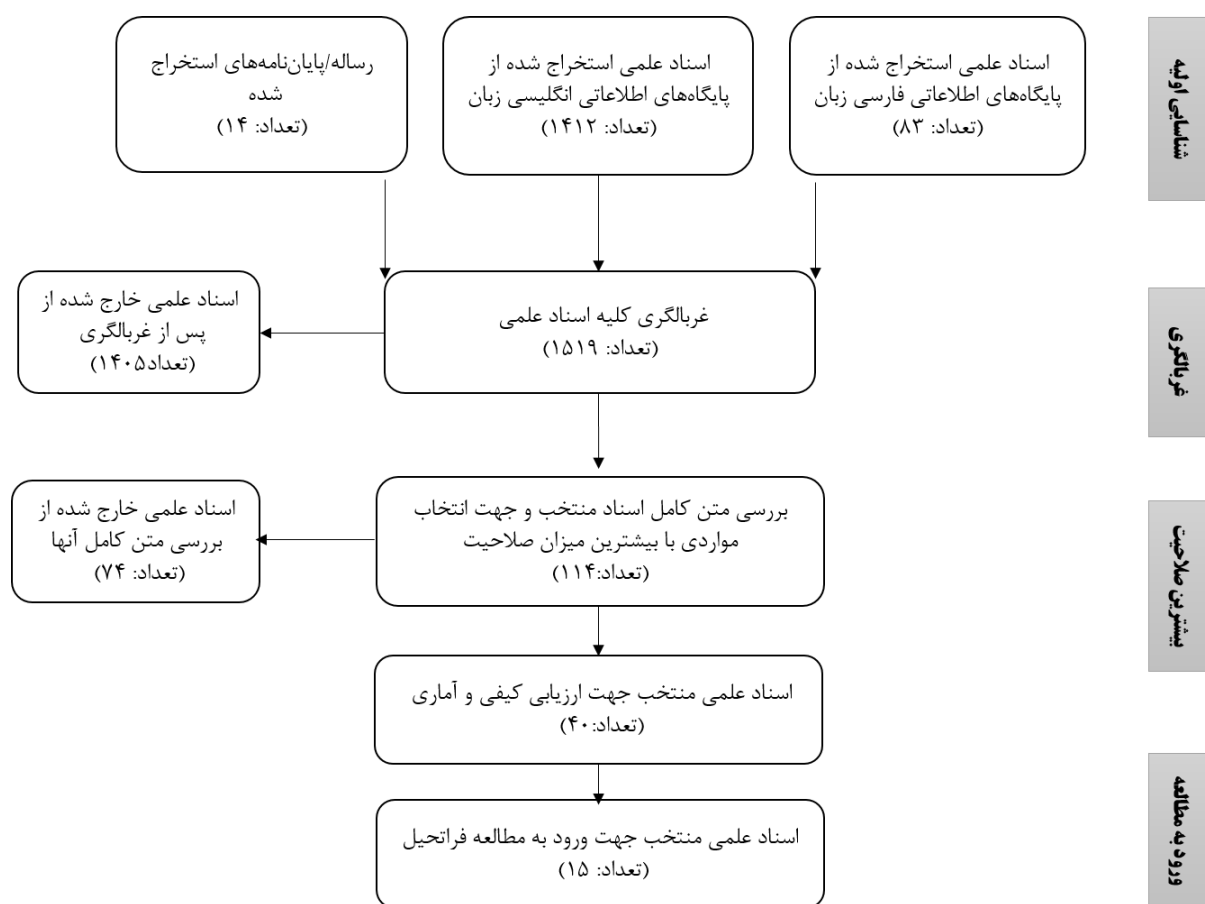 شناسایی اولیه
اسناد علمی استخراج شده از
پایگاه‌های اطلاعاتی فارسی زبان
(تعداد: ۸۳)
اسناد علمی استخراج شده از
پایگاه‌های اطلاعاتی انگلیسی زبان
(تعداد: ۱۴۱۲)
رساله/پایان‌نامه‌های استخراج
شده
(تعداد: ۱۴)
غربالگری
غربالگری کلیه اسناد علمی
(تعداد: ۱۵۱۹)
اسناد علمی خارج شده از
پس از غربالگری
(تعداد۱۴۰۵)
بیشترین صلاحیت
بررسی متن کامل اسناد منتخب و جهت انتخاب
مواردی با بیشترین میزان صلاحیت
(تعداد:۱۱۴)
اسناد علمی خارج شده از
بررسی متن کامل آنها
(تعداد: ۷۴)
اسناد علمی منتخب جهت ارزیابی کیفی و آماری
(تعداد:۴۰)
ورود به مطالعه
اسناد علمی منتخب جهت ورود به مطالعه فراتحیل
(تعداد: ۱۵)